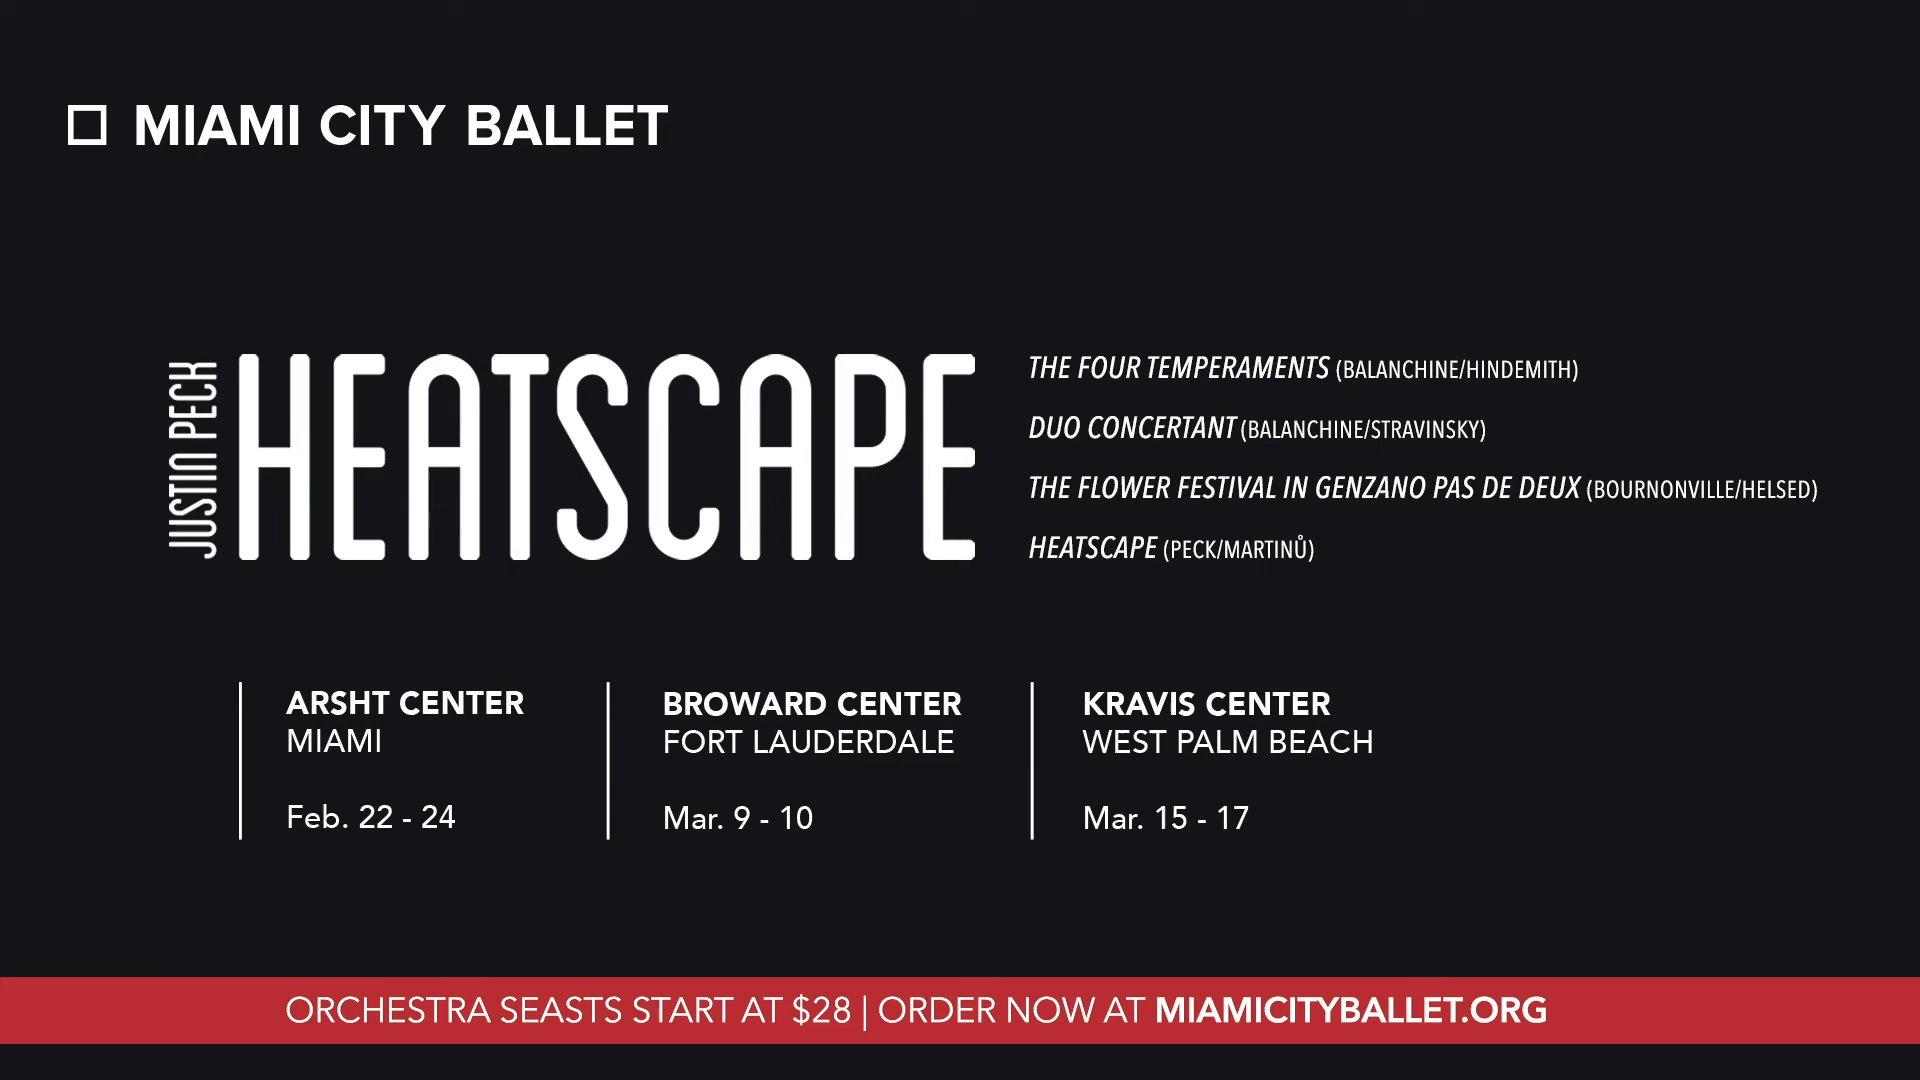 MIAMI CITY BALLET
JUSTIN PECK
HEATSCAPE
THE FOUR TEMPERAMENTS (BALANCHINE/HINDEMITH)
DUO CONCERTANT (BALANCHINE/STRAVINSKY)
THE FLOWER FESTIVAL IN GENZANO PAS DE DEUX (BOURNONVILLE/HELSED)
HEATSCAPE (PECK/MARTINŮ)
ARSHT CENTER
MIAMI
Feb. 22 - 24
BROWARD CENTER
FORT LAUDERDALE
Mar. 9 - 10
KRAVIS CENTER
WEST PALM BEACH
Mar. 15 - 17
ORCHESTRA SEASTS START AT $28 | ORDER NOW AT MIAMICITYBALLET.ORG